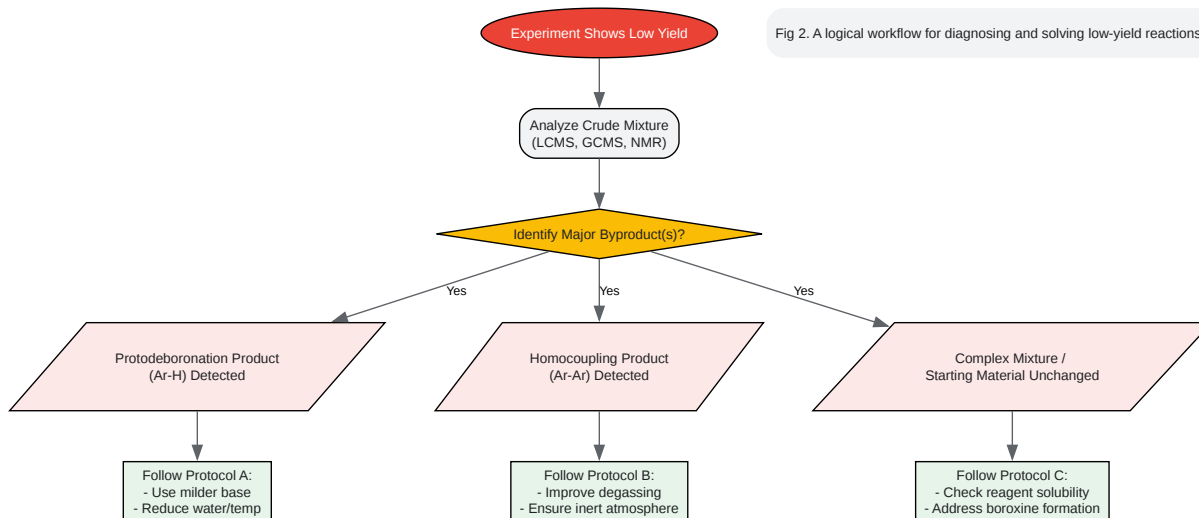 Experiment Shows Low Yield
Fig 2. A logical workflow for diagnosing and solving low-yield reactions
Analyze Crude Mixture
(LCMS, GCMS, NMR)
Identify Major Byproduct(s)?
Yes
Yes
Yes
Protodeboronation Product
(Ar-H) Detected
Homocoupling Product
(Ar-Ar) Detected
Complex Mixture /
Starting Material Unchanged
Follow Protocol A:
- Use milder base
- Reduce water/temp
Follow Protocol B:
- Improve degassing
- Ensure inert atmosphere
Follow Protocol C:
- Check reagent solubility
- Address boroxine formation